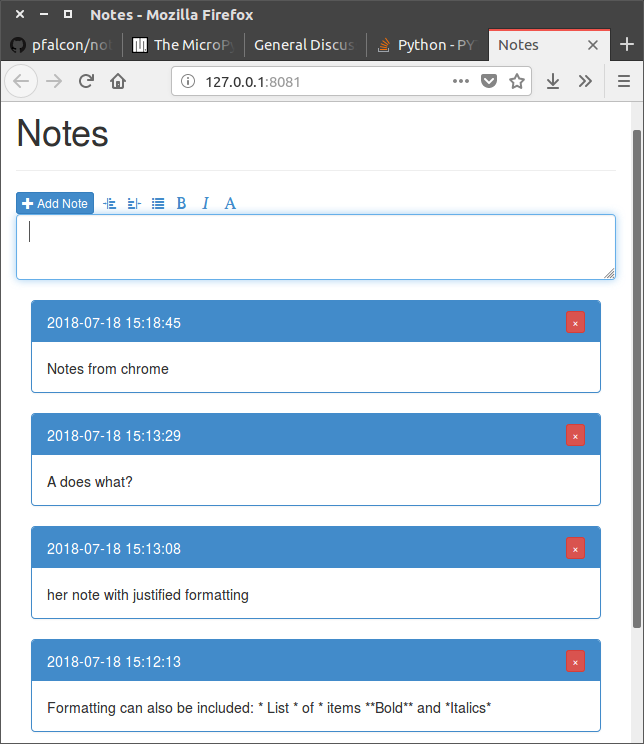 Notes - Mozilla Firefox
pfalcon/not
The MicroPy
General Discus
Python - PY
Notes
127.0.0.1:8081
Notes
Add Note
B I A
2018-07-18 15:18:45
Notes from chrome
2018-07-18 15:13:29
A does what?
2018-07-18 15:13:08
her note with justified formatting
2018-07-18 15:12:13
Formatting can also be included: * List * of * items **Bold** and *Italics*